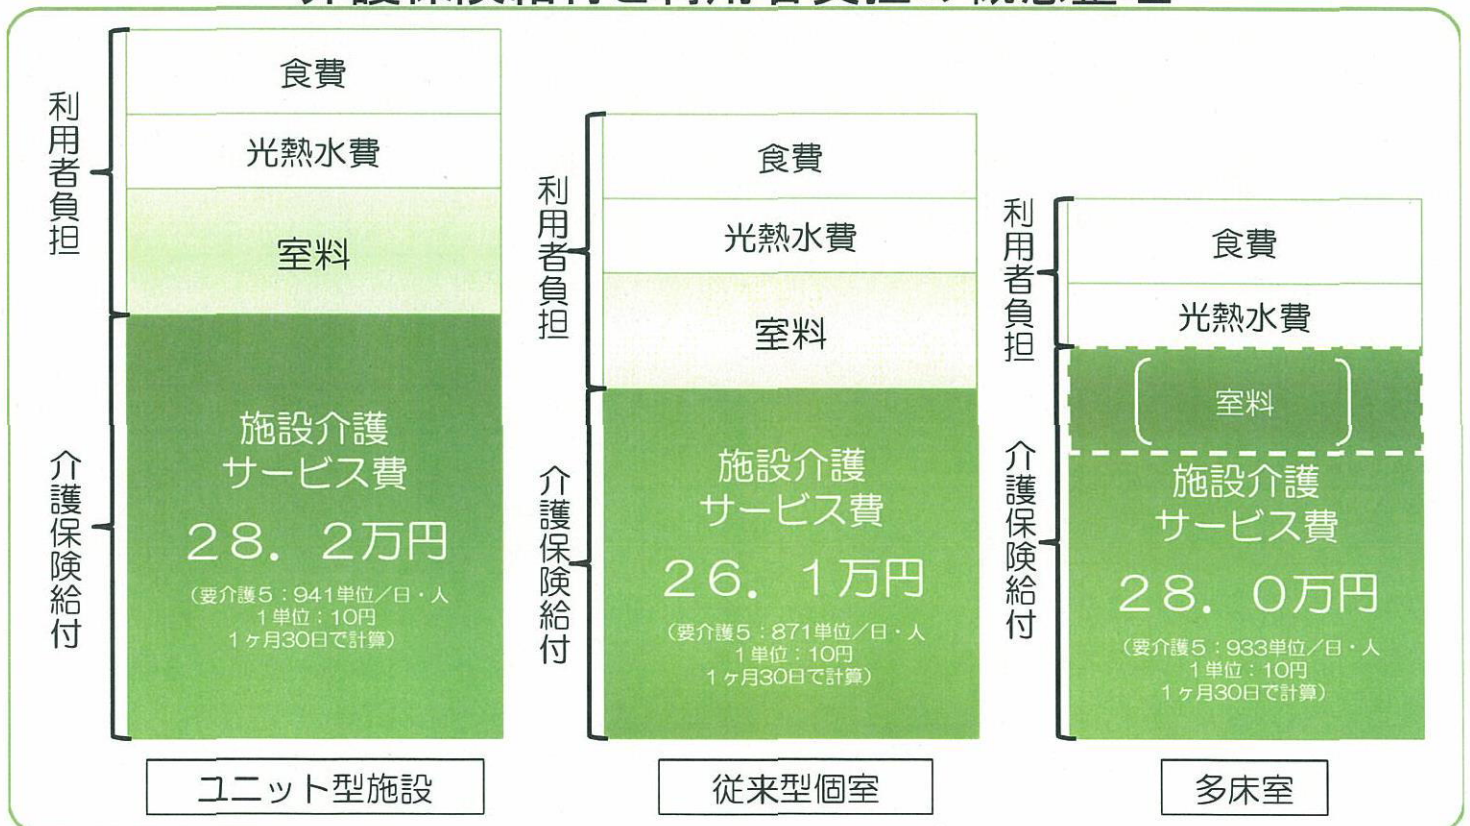 利用者負担
食費
光熱水費
室料
介護保険給付
施設介護
サービス費
28．2万円
（要介護5：941単位／日・人
1単位：10円
1ヶ月30日で計算）
ユニット型施設
利用者負担
食費
光熱水費
室料
介護保険給付
施設介護
サービス費
26．1万円
（要介護5：871単位／日・人
1単位：10円
1ヶ月30日で計算）
従来型個室
利用者負担
食費
光熱水費
室料
介護保険給付
施設介護
サービス費
28．0万円
（要介護5：933単位／日・人
1単位：10円
1ヶ月30日で計算）
多床室